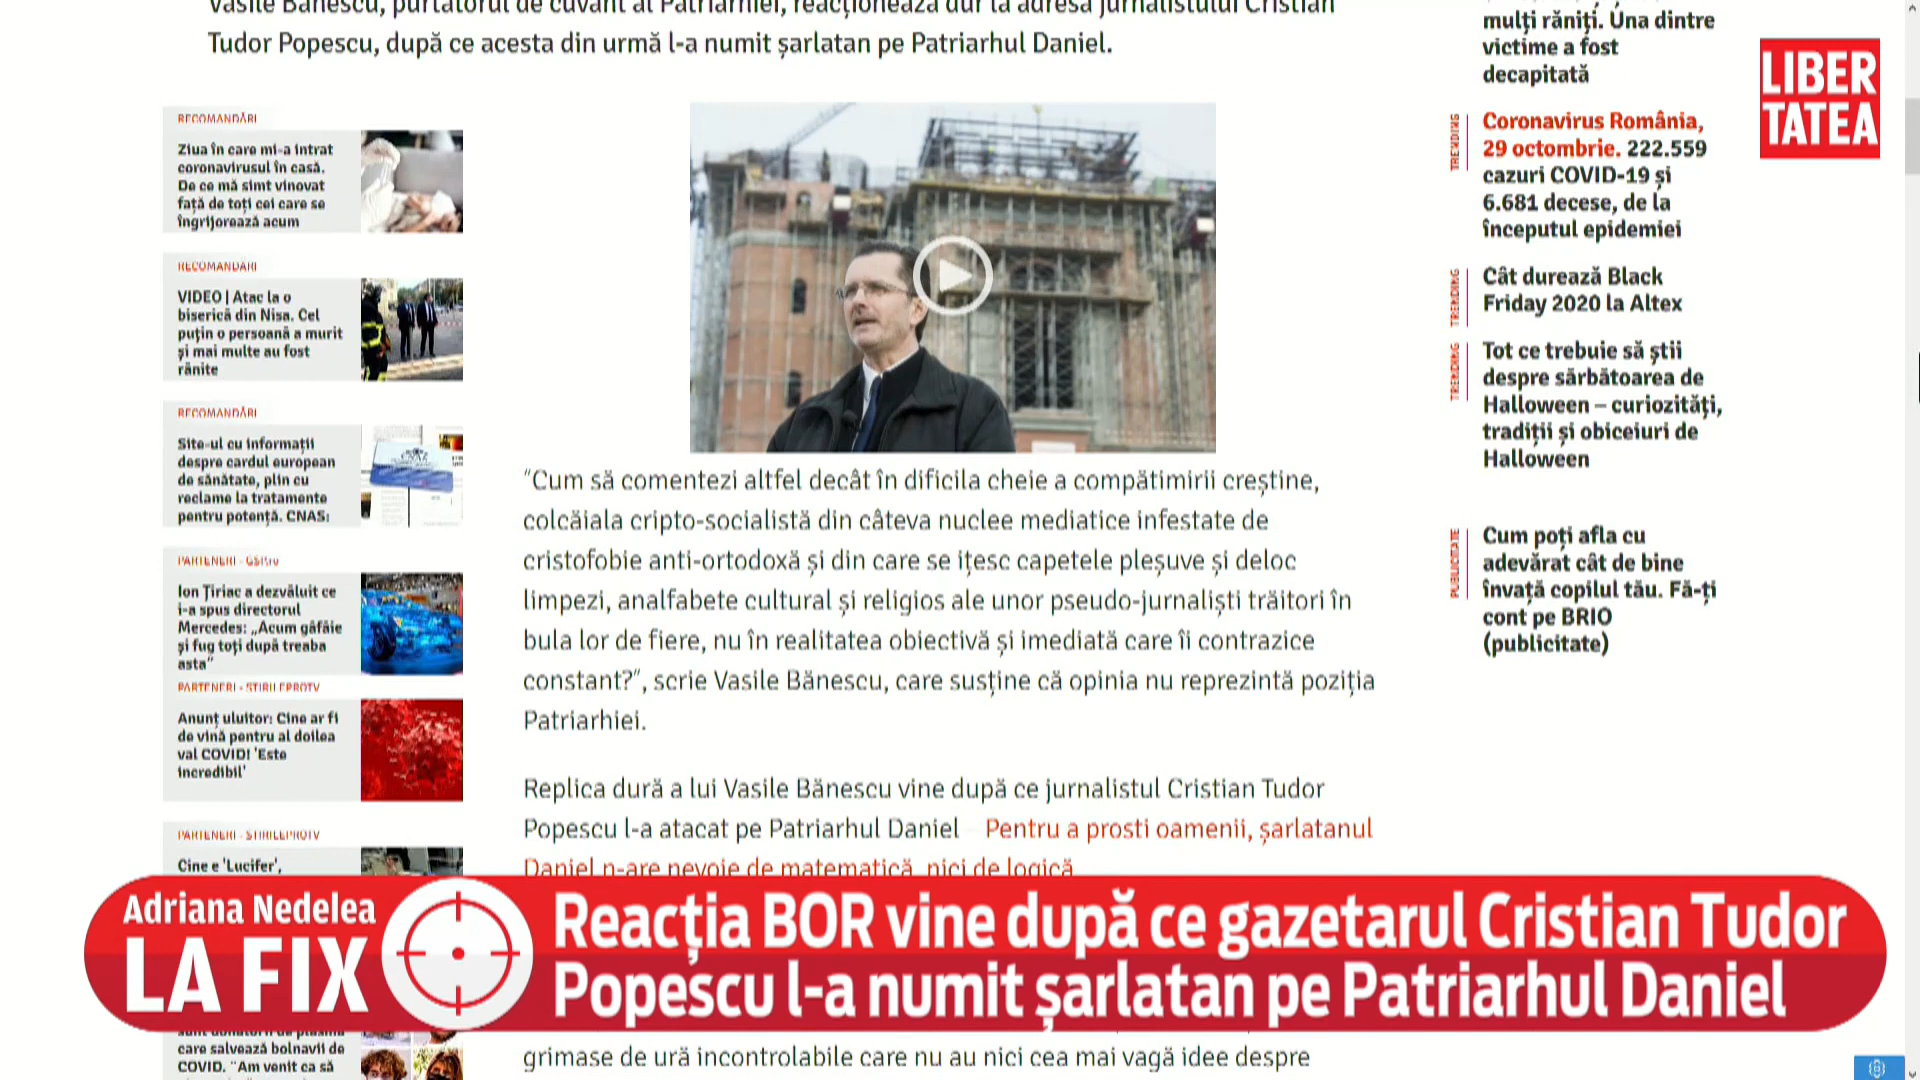 Vasile Bănescu, purtătorul de cuvânt al Patriarhiei, reacționează dur la adresa jurnalistului Cristian
Tudor Popescu, după ce acesta din urmă l-a numit șarlatan pe Patriarhul Daniel.
RECOMANDĂRI
Ziua în care mi-a intrat
coronavirusul în casă.
De ce mă simt vinovat
față de toți cei care se
îngrijorează acum
RECOMANDĂRI
VIDEO | Atac la o
biserică din Nisa. Cel
puțin o persoană a murit
și mai multe au fost
rănite
RECOMANDĂRI
Site-ul cu informații
despre cardul european
de sănătate, plin cu
reclame la tratamente
pentru potență. CNAS:
PARTENERI - GSP.ro
Ion Țiriac a dezvăluit ce
i-a spus directorul
Mercedes: „Acum gâfâie
și fug toți după treaba
asta”
PARTENERI - STIRILEPROTV
Anunț uluitor: Cine ar fi
de vină pentru al doilea
val COVID! 'Este
incredibil'
PARTENERI - STIRILEPROTV
Cine e 'Lucifer',
“Cum să comentezi altfel decât în dificila cheie a compătimirii creștine,
colcăiala cripto-socialistă din câteva nuclee mediatice infestate de
cristofobie anti-ortodoxă și din care se ițesc capetele pleșuve și deloc
limpezi, analfabete cultural și religios ale unor pseudo-jurnaliști trăitori în
bula lor de fiere, nu în realitatea obiectivă și imediată care îi contrazice
constant?”, scrie Vasile Bănescu, care susține că opinia nu reprezintă poziția
Patriarhiei.
Replica dură a lui Vasile Bănescu vine după ce jurnalistul Cristian Tudor
Popescu l-a atacat pe Patriarhul Daniel – Pentru a prosti oamenii, șarlatanul
Daniel n-are nevoie de matematică, nici de logică
mulți răniți. Una dintre
victime a fost
decapitată
TRENDING
Coronavirus România,
29 octombrie. 222.559
cazuri COVID-19 și
6.681 decese, de la
începutul epidemiei
TRENDING
Cât durează Black
Friday 2020 la Altex
TRENDING
Tot ce trebuie să știi
despre sărbătoarea de
Halloween – curiozități,
tradiții și obiceiuri de
Halloween
PUBLICITATE
Cum poți afla cu
adevărat cât de bine
învață copilul tău. Fă-ți
cont pe BRIO
(publicitate)
LIBER
TATEA
Adriana Nedelea
LA FIX
Reacția BOR vine după ce gazetarul Cristian Tudor
Popescu l-a numit șarlatan pe Patriarhul Daniel
sunt donatorii de plasmă
care salvează bolnavii de
COVID. "Am venit ca să
grimase de ură incontrolabile care nu au nici cea mai vagă idee despre